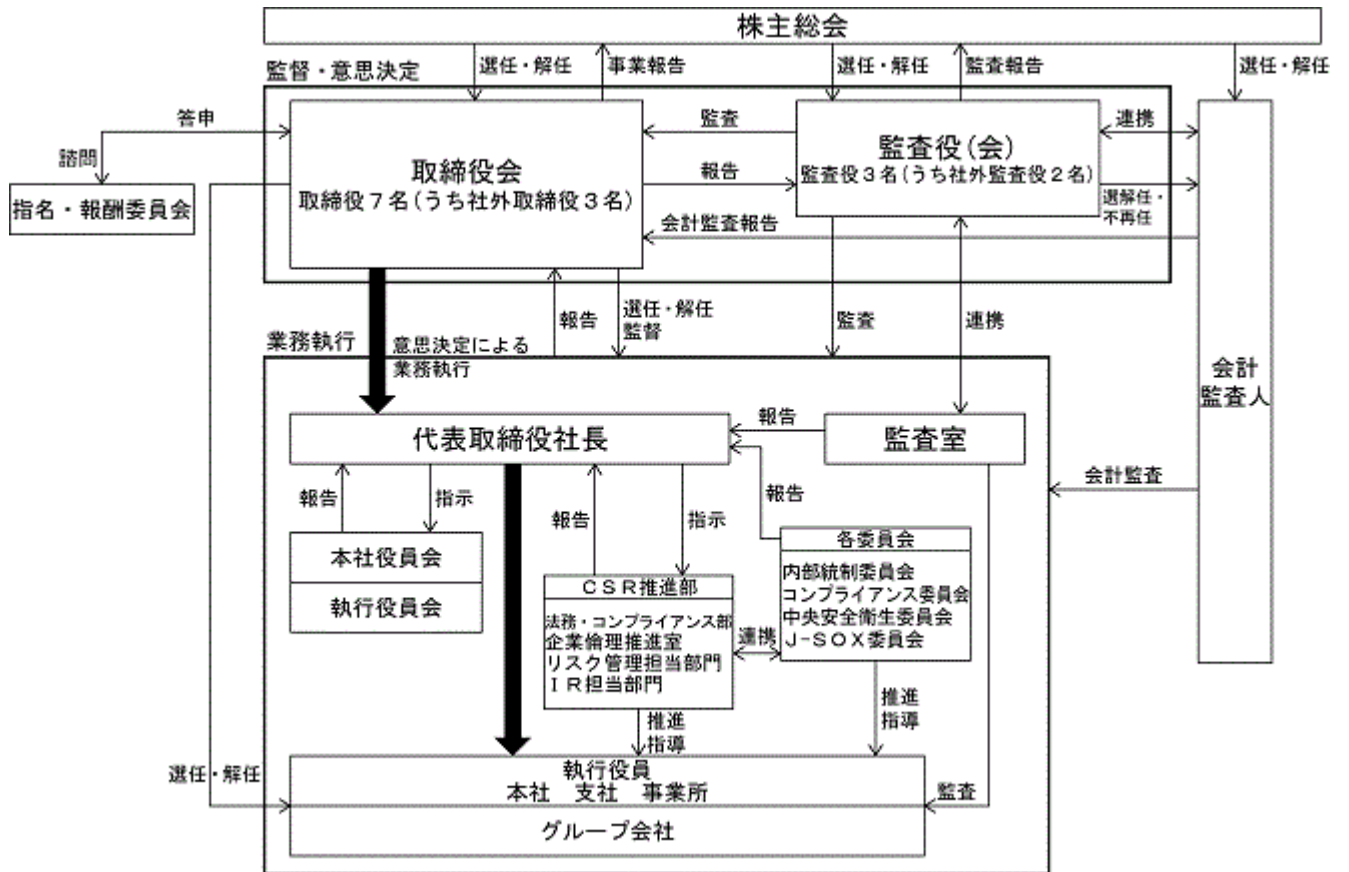 株主総会
選任・解任
事業報告
選任・解任
監査報告
選任・解任
監督・意思決定
答申
諮問
指名・報酬委員会
取締役会
取締役７名(うち社外取締役３名)
監査
報告
会計監査報告
監査役(会)
監査役３名(うち社外監査役２名)
連携
選解任・
不再任
会計
監査人
報告
選任・解任
監督
監査
連携
業務執行
意思決定による
業務執行
代表取締役社長
報告
監査室
会計監査
報告
指示
報告
指示
報告
本社役員会
執行役員会
ＣＳＲ推進部
法務・コンプライアンス部
企業倫理推進室
リスク管理担当部門
ＩＲ担当部門
連携
各委員会
内部統制委員会
コンプライアンス委員会
中央安全衛生委員会
Ｊ-ＳＯＸ委員会
推進
指導
推進
指導
選任・解任
執行役員
本社　支社　事業所
監査
グループ会社